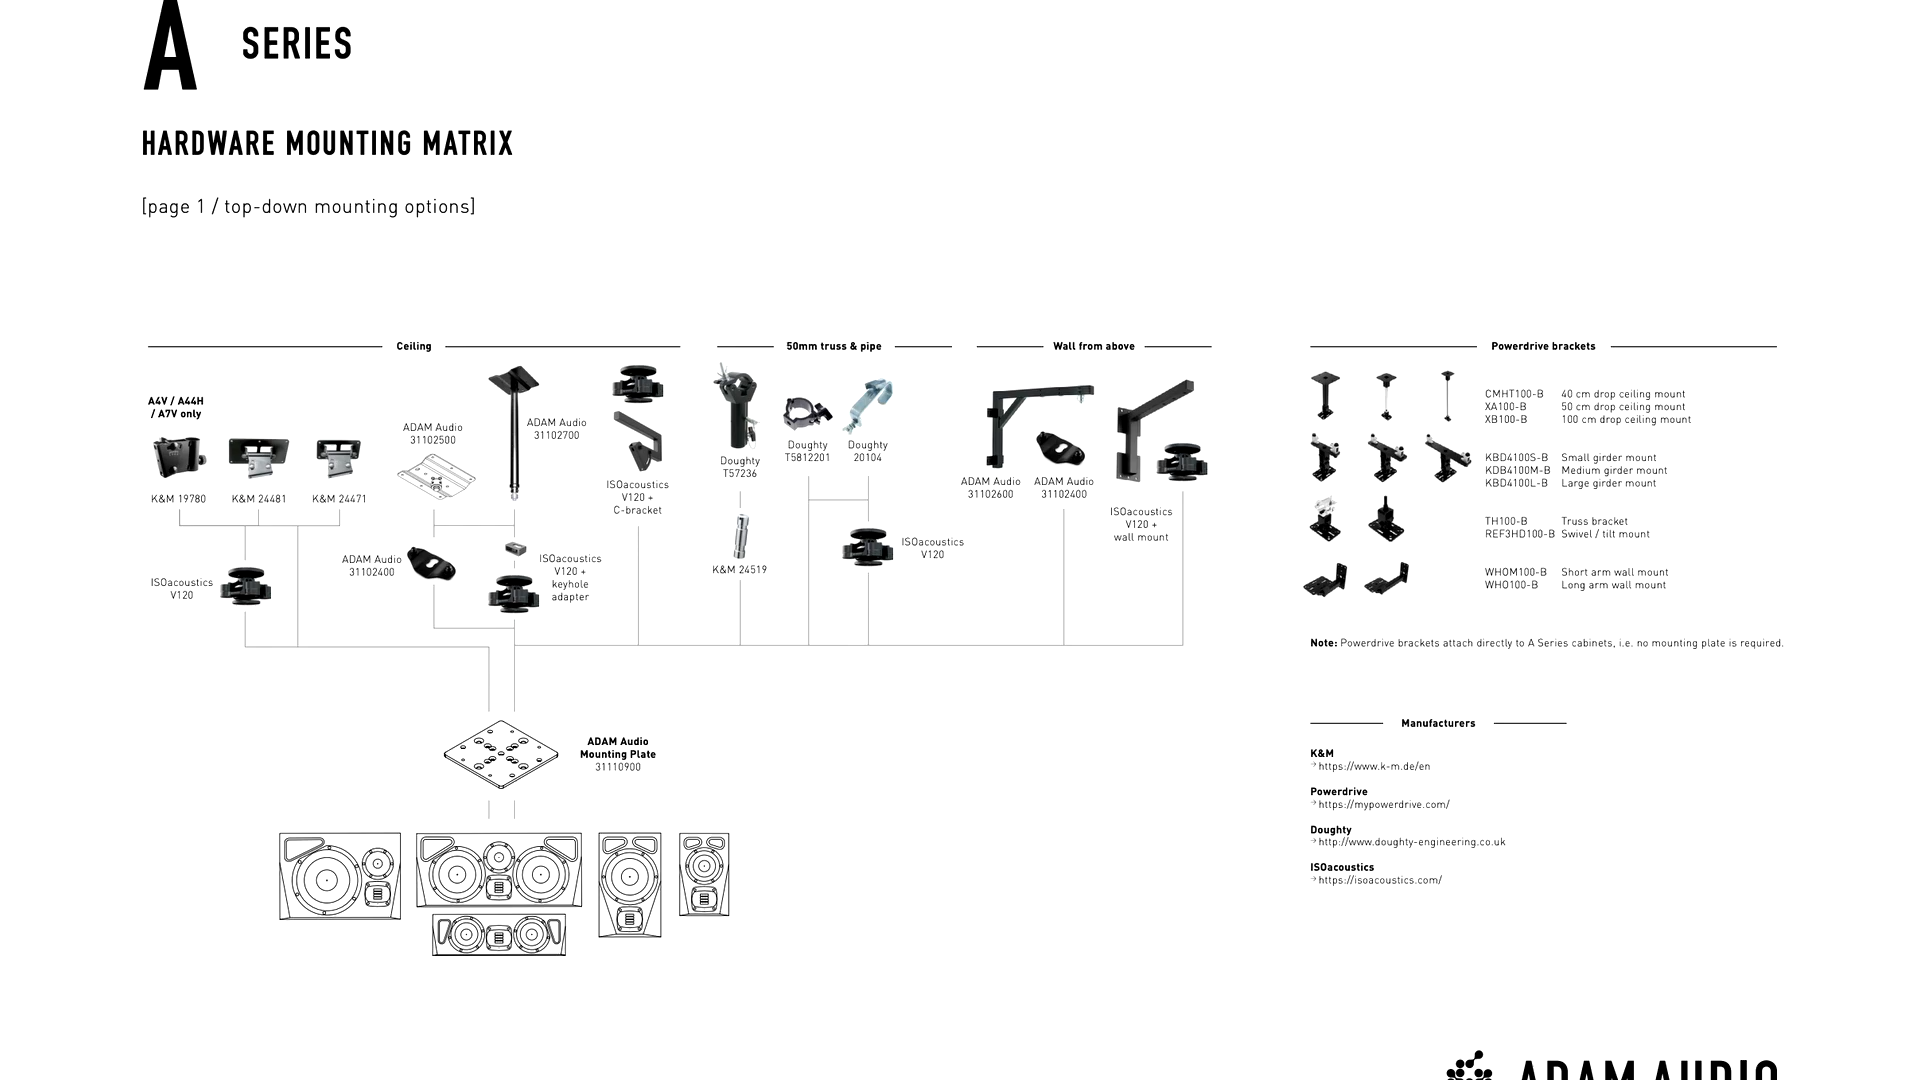 A SERIES
HARDWARE MOUNTING MATRIX
[page 1 / top-down mounting options]
Ceiling
A4V / A44H
/ A7V only
K&M 19780
K&M 24481
K&M 24471
ISOacoustics
V120
ADAM Audio
31102500
ADAM Audio
31102700
ADAM Audio
31102400
ISOacoustics
V120 +
keyhole
adapter
ISOacoustics
V120 +
C-bracket
50mm truss & pipe
Doughty
T57236
K&M 24519
Doughty
T5812201
Doughty
20104
ISOacoustics
V120
Wall from above
ADAM Audio
31102600
ADAM Audio
31102400
ISOacoustics
V120 +
wall mount
ADAM Audio
Mounting Plate
31110900
Powerdrive brackets
CMHT100-B 40 cm drop ceiling mount
XA100-B 50 cm drop ceiling mount
XB100-B 100 cm drop ceiling mount
KBD4100S-B Small girder mount
KDB4100M-B Medium girder mount
KBD4100L-B Large girder mount
TH100-B Truss bracket
REF3HD100-B Swivel / tilt mount
WHOM100-B Short arm wall mount
WHO100-B Long arm wall mount
Note: Powerdrive brackets attach directly to A Series cabinets, i.e. no mounting plate is required.
Manufacturers
K&M
→ https://www.k-m.de/en
Powerdrive
→ https://mypowerdrive.com/
Doughty
→ http://www.doughty-engineering.co.uk
ISOacoustics
→ https://isoacoustics.com/
ADAM AUDIO